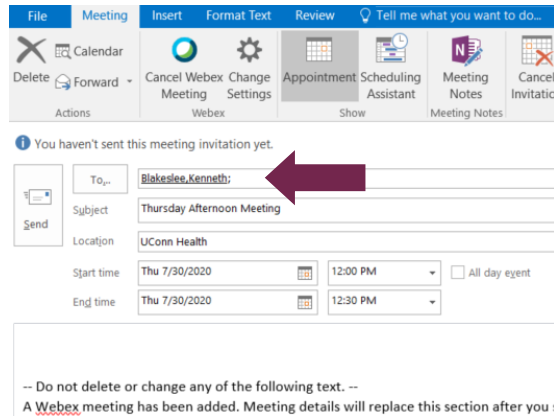 File Meeting Insert Format Text Review Tell me what you want to do...
Delete Calendar Forward Cancel Webex Meeting Change Settings Appointment Scheduling Assistant Meeting Notes Cancel
Actions Webex Show Meeting Notes
You haven't sent this meeting invitation yet.
To... Blakeslee,Kenneth;
Send
Subject Thursday Afternoon Meeting
Location UConn Health
Start time Thu 7/30/2020 12:00 PM All day event
End time Thu 7/30/2020 12:30 PM
-- Do not delete or change any of the following text. --
A Webex meeting has been added. Meeting details will replace this section after you